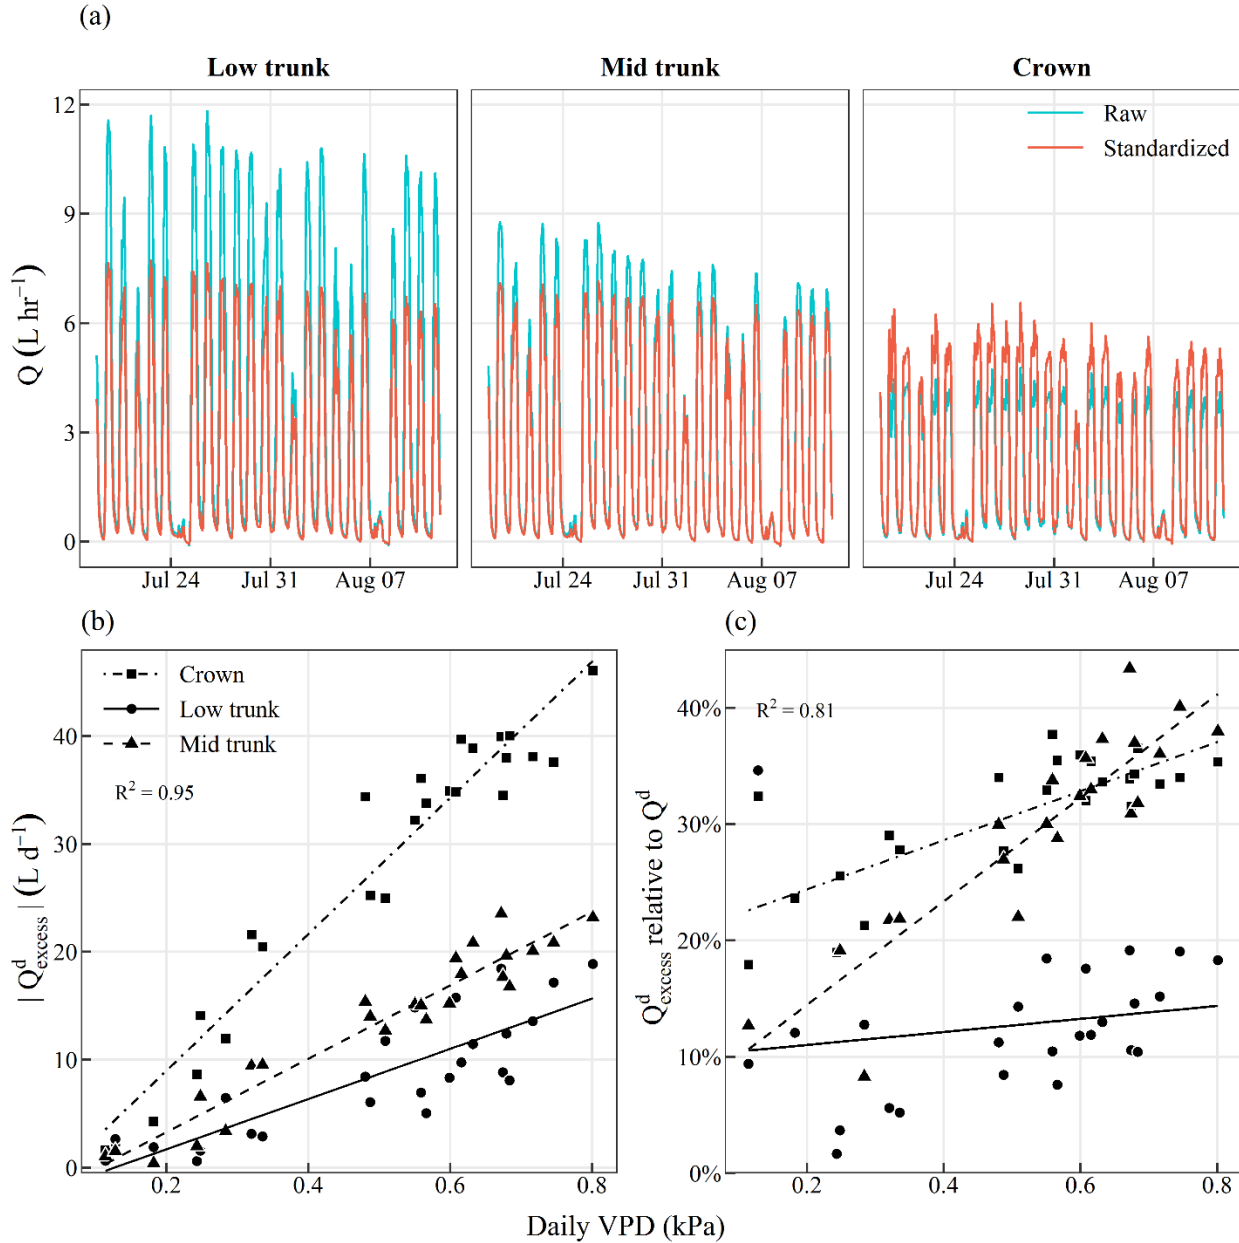 (a)
Low trunk
Mid trunk
Crown
Raw
Standardized
Q (L hr⁻¹)
12
9
6
3
0
Jul 24
Jul 31
Aug 07
Jul 24
Jul 31
Aug 07
Jul 24
Jul 31
Aug 07
(b)
Crown
Low trunk
Mid trunk
R² = 0.95
| Qᵈexcess | (L d⁻¹)
40
30
20
10
0
0.2
0.4
0.6
0.8
(c)
R² = 0.81
Qᵈexcess relative to Qᵈ
40%
30%
20%
10%
0%
0.2
0.4
0.6
0.8
Daily VPD (kPa)